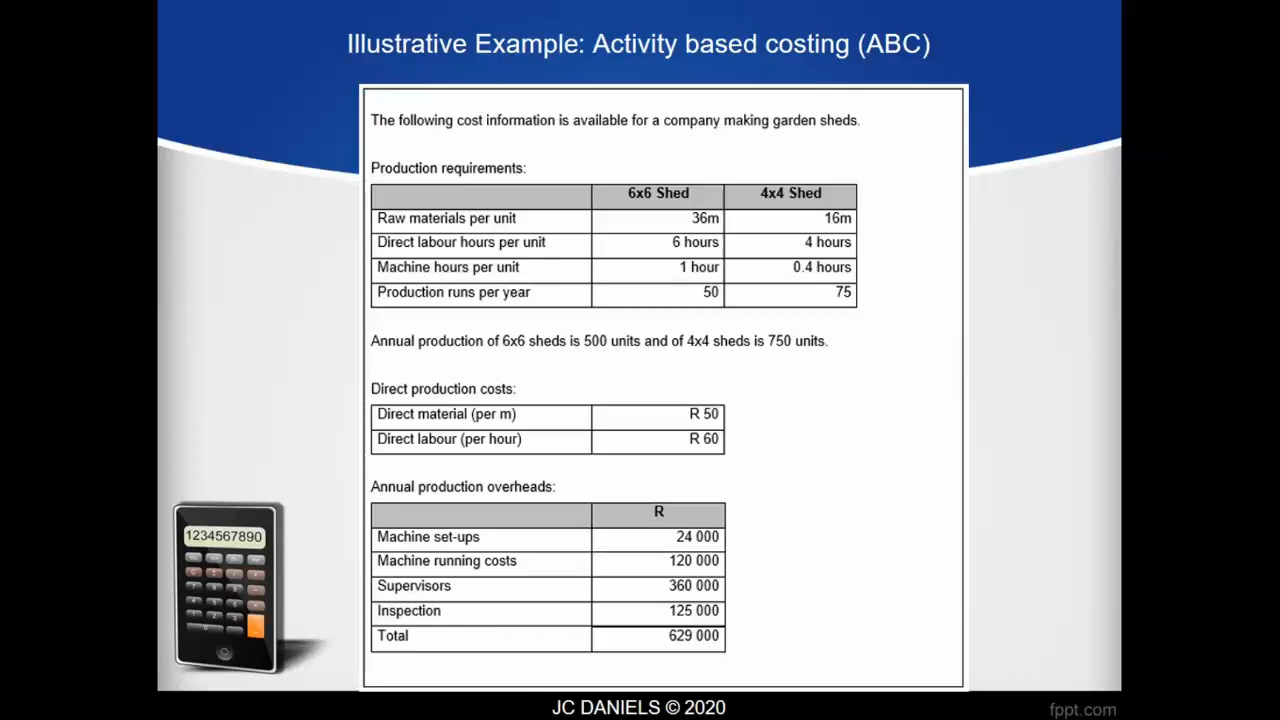 Illustrative Example: Activity based costing (ABC)
The following cost information is available for a company making garden sheds.
Production requirements:
6x6 Shed 4x4 Shed
Raw materials per unit 36m 16m
Direct labour hours per unit 6 hours 4 hours
Machine hours per unit 1 hour 0.4 hours
Production runs per year 50 75
Annual production of 6x6 sheds is 500 units and of 4x4 sheds is 750 units.
Direct production costs:
Direct material (per m) R 50
Direct labour (per hour) R 60
Annual production overheads:
R
Machine set-ups 24 000
Machine running costs 120 000
Supervisors 360 000
Inspection 125 000
Total 629 000
1234567890
JC DANIELS © 2020
fppt.com